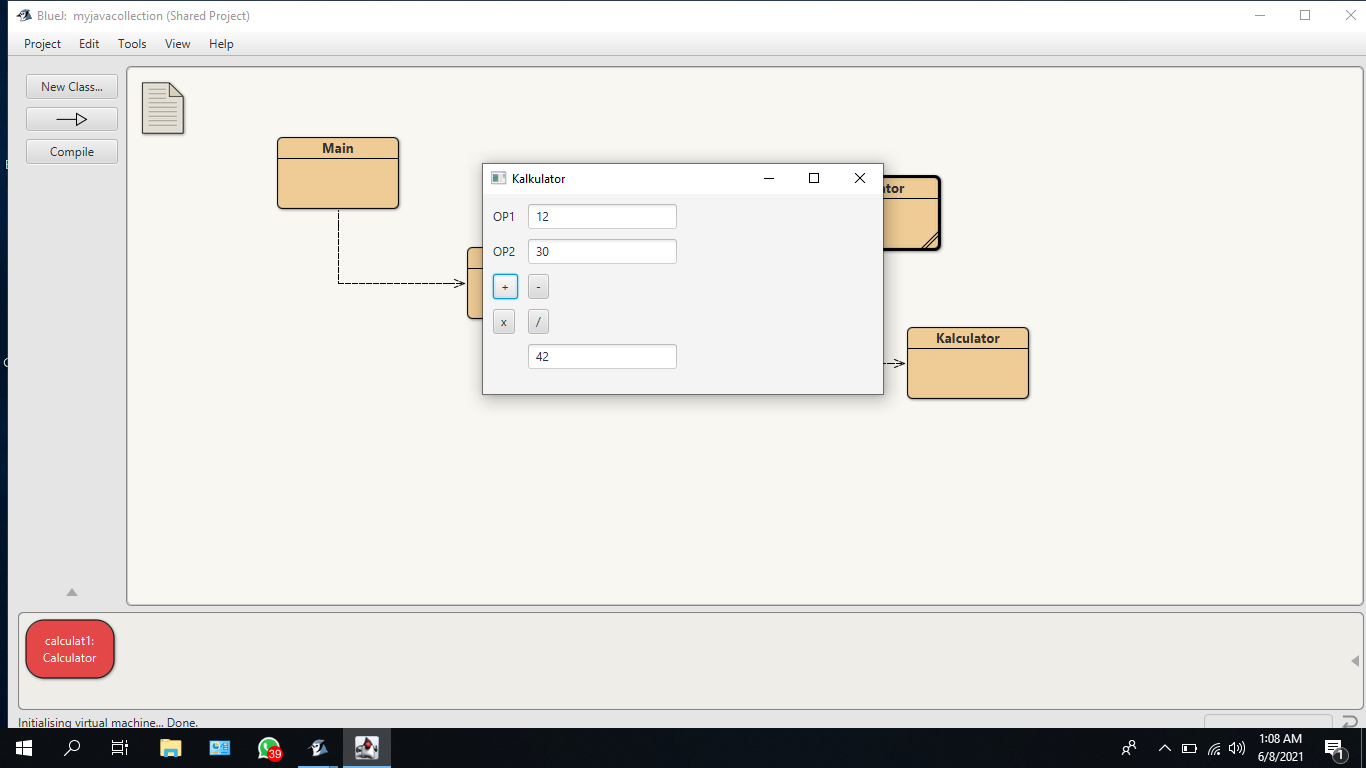 BlueJ: myjavacollection (Shared Project)
Project Edit Tools View Help
New Class...
Compile
Main
Kalkulator
OP1 12
OP2 30
+ -
x /
42
tor
Kalculator
calculat1:
Calculator
Initialising virtual machine... Done.
39
1:08 AM
6/8/2021
1